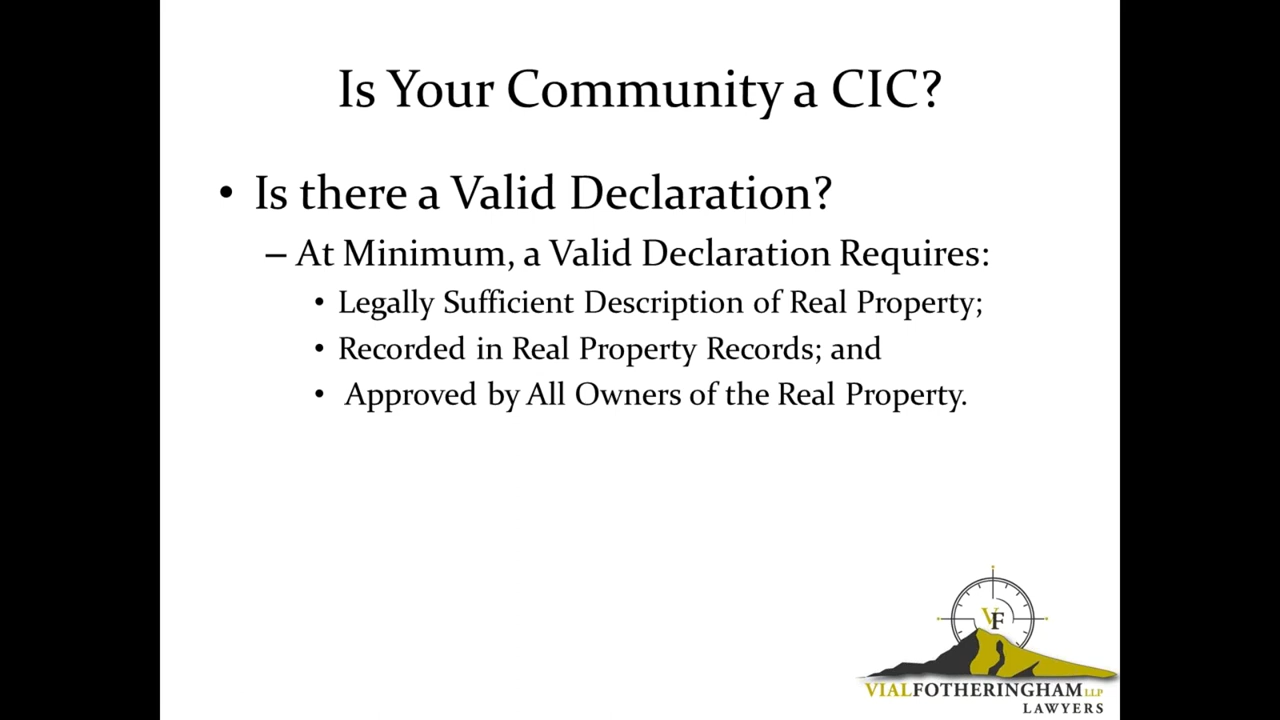 Is Your Community a CIC?
• Is there a Valid Declaration?
– At Minimum, a Valid Declaration Requires:
• Legally Sufficient Description of Real Property;
• Recorded in Real Property Records; and
• Approved by All Owners of the Real Property.
VF
VIALFOTHERINGHAM LLP
LAWYERS